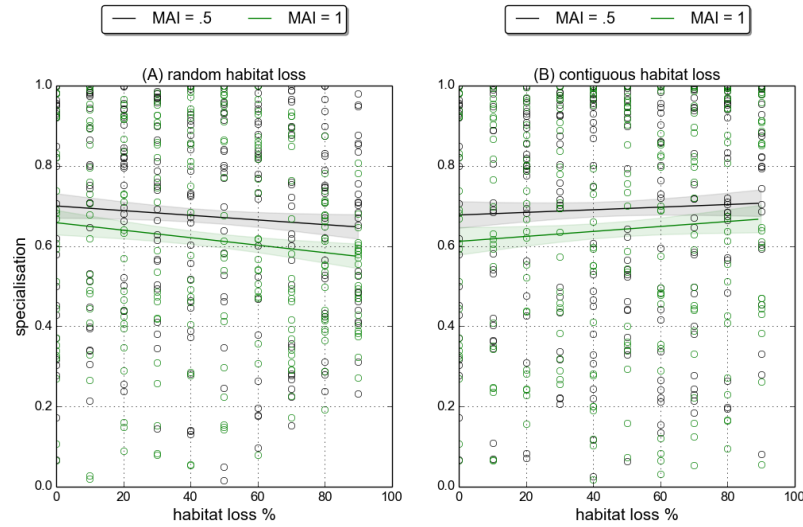 MAI = .5 MAI = 1
MAI = .5 MAI = 1
(A) random habitat loss
(B) contiguous habitat loss
1.0
0.8
0.6
0.4
0.2
0.0
specialisation
0 20 40 60 80 100
habitat loss %
1.0
0.8
0.6
0.4
0.2
0.0
0 20 40 60 80 100
habitat loss %